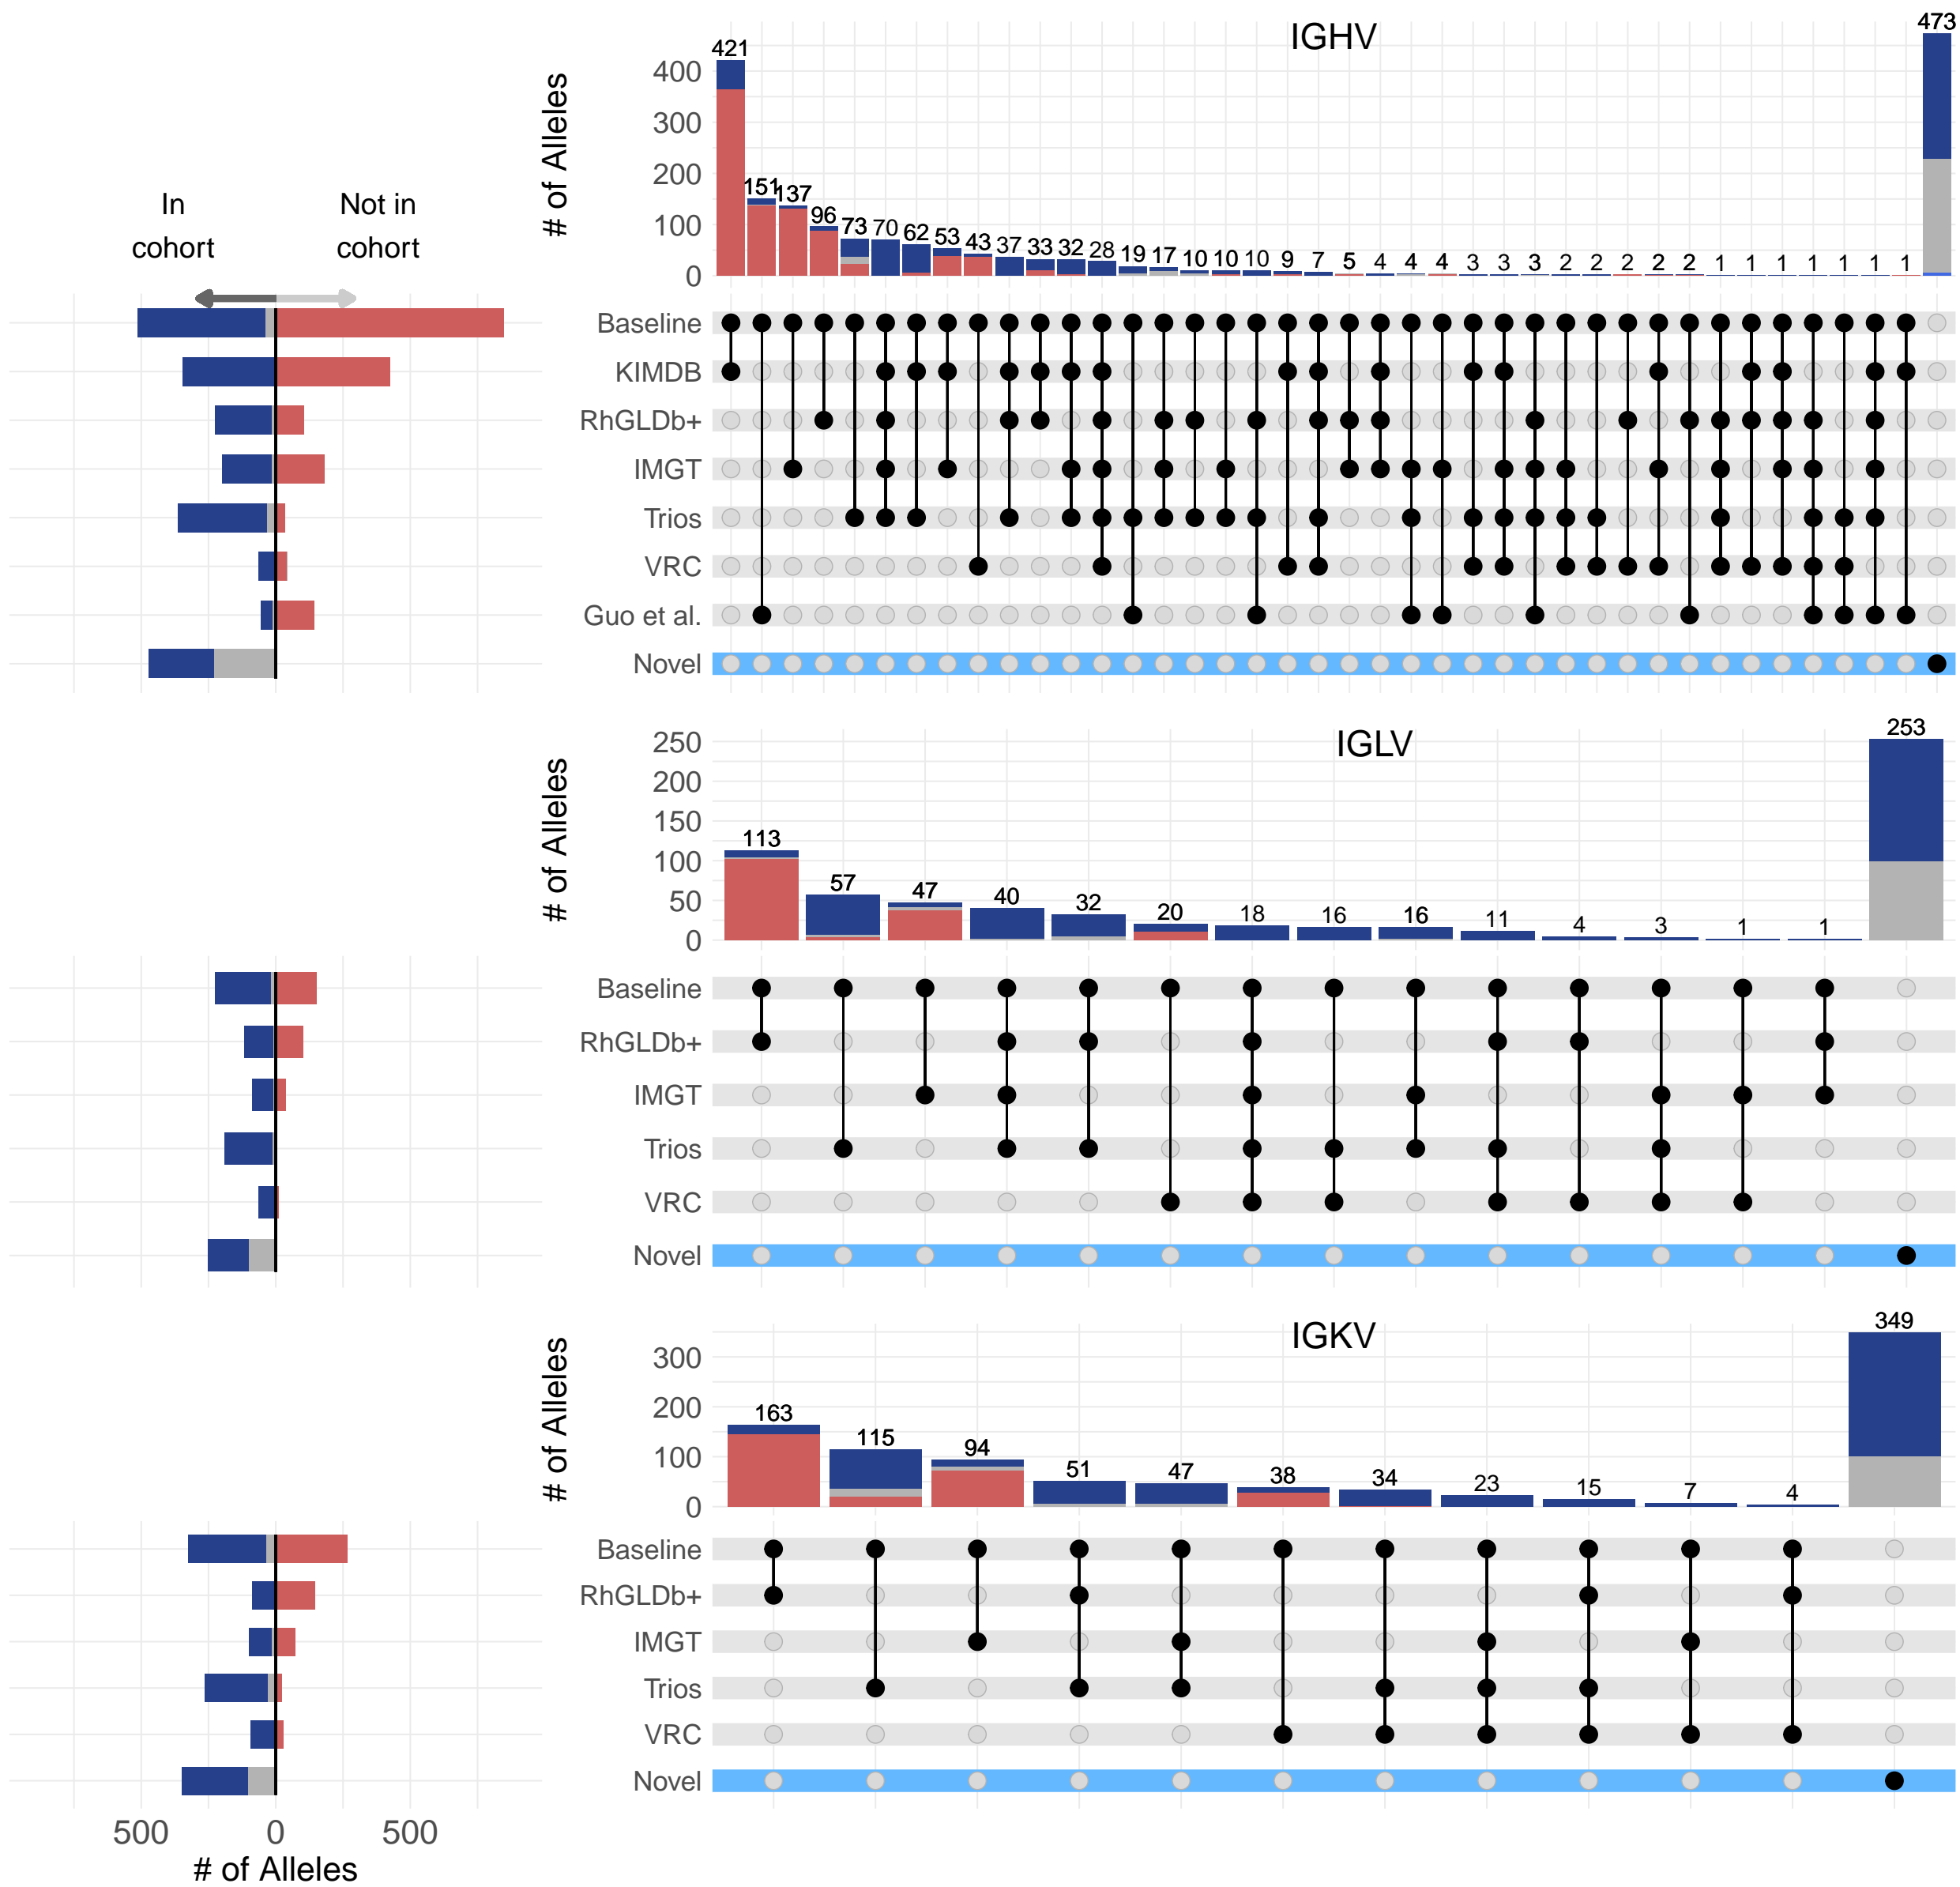 IGHV
473
421
151
137
96
73
70
62
53
43
37
33
32
28
19
17
10
10
10
9
7
5
4
4
4
3
3
3
2
2
2
2
2
1
1
1
1
1
1
1
# of Alleles
400
300
200
100
0
In cohort
Not in cohort
Baseline
KIMDB
RhGLDb+
IMGT
Trios
VRC
Guo et al.
Novel
IGLV
253
113
57
47
40
32
20
18
16
16
11
4
3
1
1
# of Alleles
250
200
150
100
50
0
Baseline
RhGLDb+
IMGT
Trios
VRC
Novel
IGKV
349
163
115
94
51
47
38
34
23
15
7
4
# of Alleles
300
200
100
0
Baseline
RhGLDb+
IMGT
Trios
VRC
Novel
500 0 500
# of Alleles